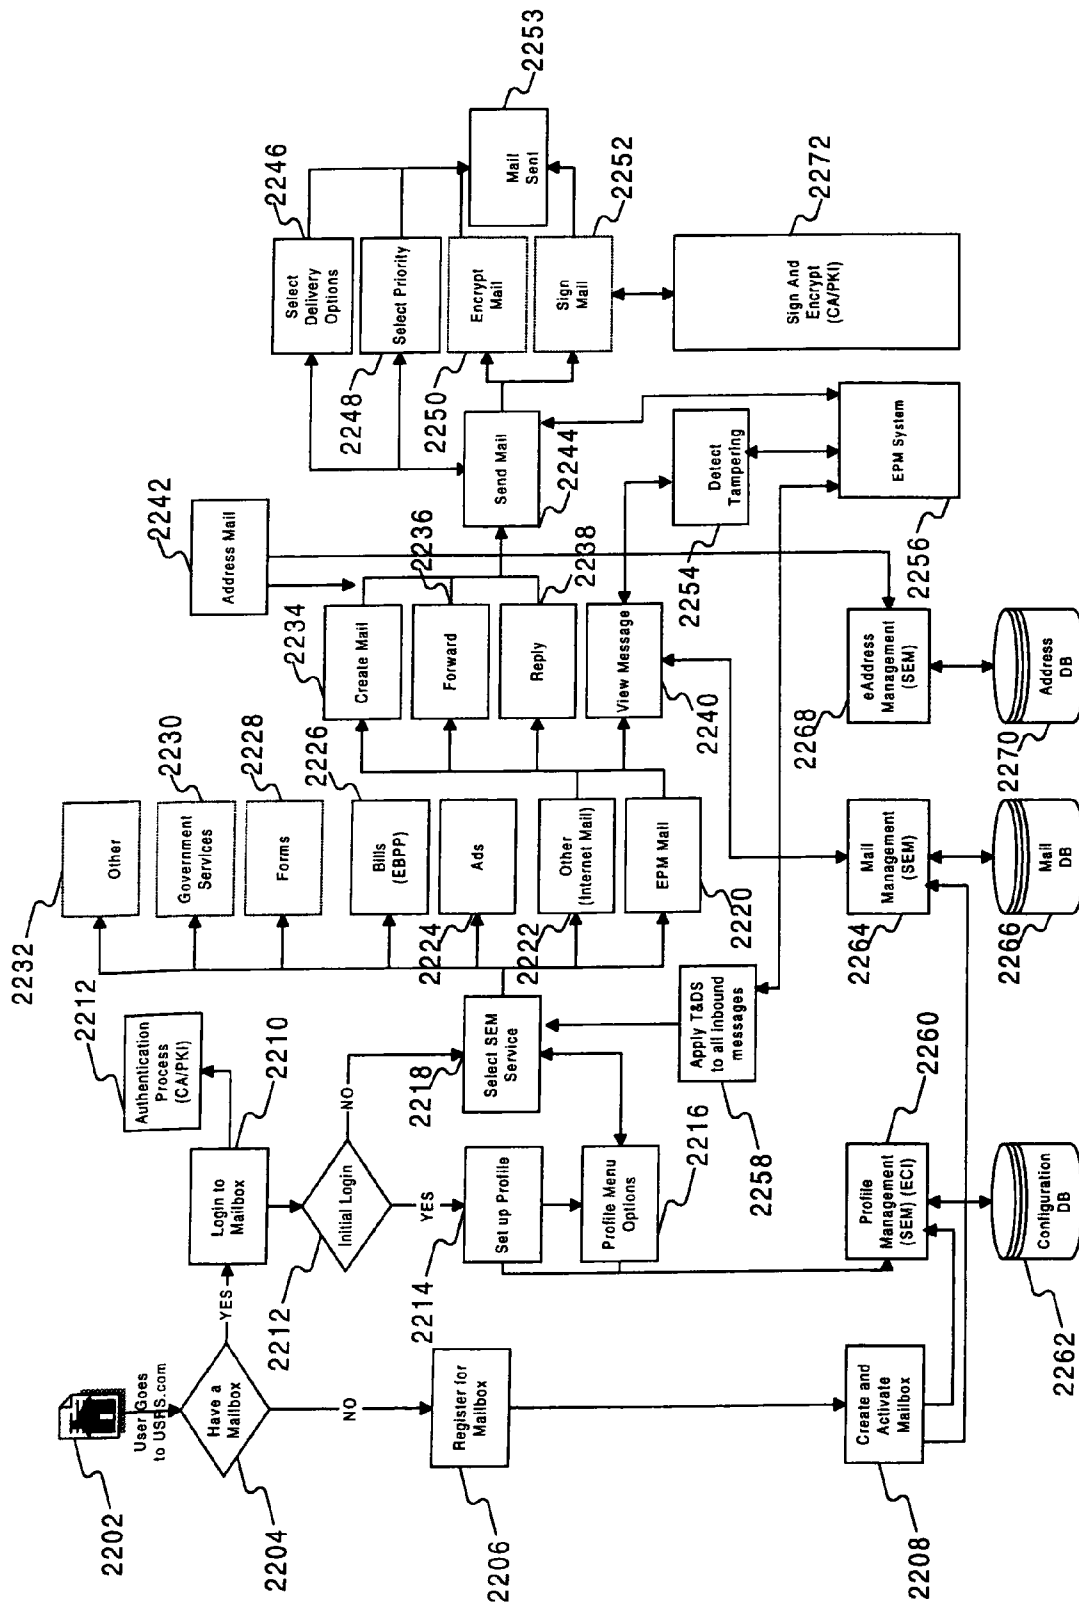 2202
User Goes
to USPS.com
2204
Have a
Mailbox
YES
NO
2206
Register for
Mailbox
2208
Create and
Activate
Mailbox
2210
Login to
Mailbox
2212
Authentication
Process
(CA/PKI)
2212
Initial Login
NO
YES
2214
Set up Profile
2216
Profile Menu
Options
2218
Select SEM
Service
2258
Apply T&DS
to all inbound
messages
2260
Profile
Management
(SEM) (ECI)
2262
Configuration
DB
2232
Other
2230
Government
Services
2228
Forms
2226
Bills
(EBPP)
2224
Ads
2222
Other
(Internet Mail)
2220
EPM Mail
2234
Create Mail
2236
Forward
2238
Reply
2240
View Message
2242
Address Mail
2264
Mail
Management
(SEM)
2266
Mail
DB
2268
eAddress
Management
(SEM)
2270
Address
DB
2244
Send Mail
2254
Detect
Tampering
2256
EPM System
2246
Select
Delivery
Options
2248
Select Priority
2250
Encrypt
Mail
2252
Sign
Mail
2253
Mail
Sent
2272
Sign And
Encrypt
(CA/PKI)